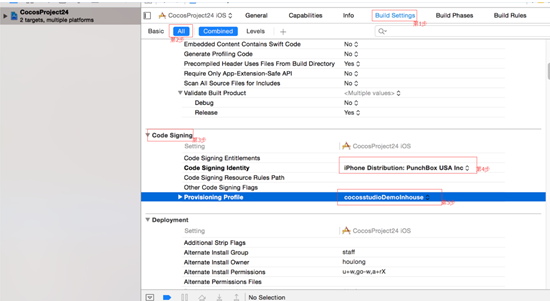 CocosProject24
2 targets, multiple platforms
CocosProject24 iOS
General
Capabilities
Info
Build Settings
Build Phases
Build Rules
第1步
Basic
All
Combined
Levels
+
第2步
Embedded Content Contains Swift Code No
Generate Profiling Code No
Precompiled Header Uses Files From Build Directory Yes
Require Only App-Extension-Safe API No
Scan All Source Files for Includes No
Validate Built Product <Multiple values>
Debug No
Release Yes
Code Signing
第3步
Setting CocosProject24 iOS
Code Signing Entitlements
Code Signing Identity iPhone Distribution: PunchBox USA Inc
第4步
Code Signing Resource Rules Path
Other Code Signing Flags
Provisioning Profile cocosstudioDemoInhouse
Deployment
Setting CocosProject24 iOS
Additional Strip Flags
Alternate Install Group staff
Alternate Install Owner houlong
Alternate Install Permissions u+w,go-w,a+rX
Alternate Permissions Files
No Selection